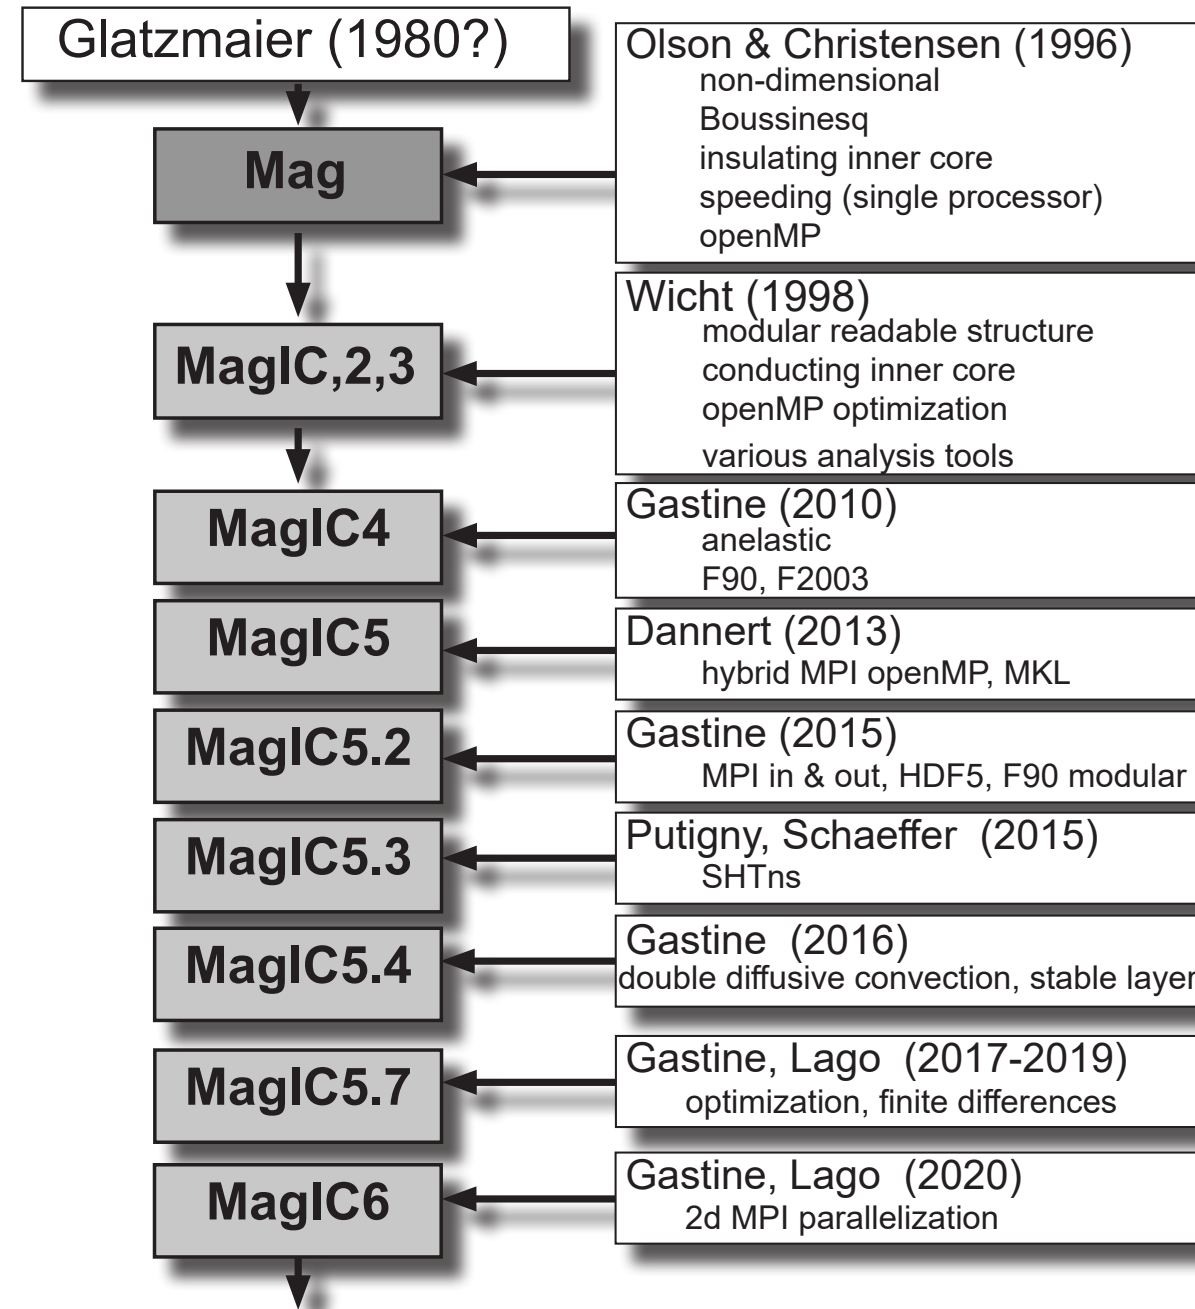 Glatzmaier (1980?)
Mag
Olson & Christensen (1996)
non-dimensional
Boussinesq
insulating inner core
speeding (single processor)
openMP
MagIC,2,3
Wicht (1998)
modular readable structure
conducting inner core
openMP optimization
various analysis tools
MagIC4
Gastine (2010)
anelastic
F90, F2003
MagIC5
Dannert (2013)
hybrid MPI openMP, MKL
MagIC5.2
Gastine (2015)
MPI in & out, HDF5, F90 modular
MagIC5.3
Putigny, Schaeffer (2015)
SHTns
MagIC5.4
Gastine (2016)
double diffusive convection, stable layer
MagIC5.7
Gastine, Lago (2017-2019)
optimization, finite differences
MagIC6
Gastine, Lago (2020)
2d MPI parallelization